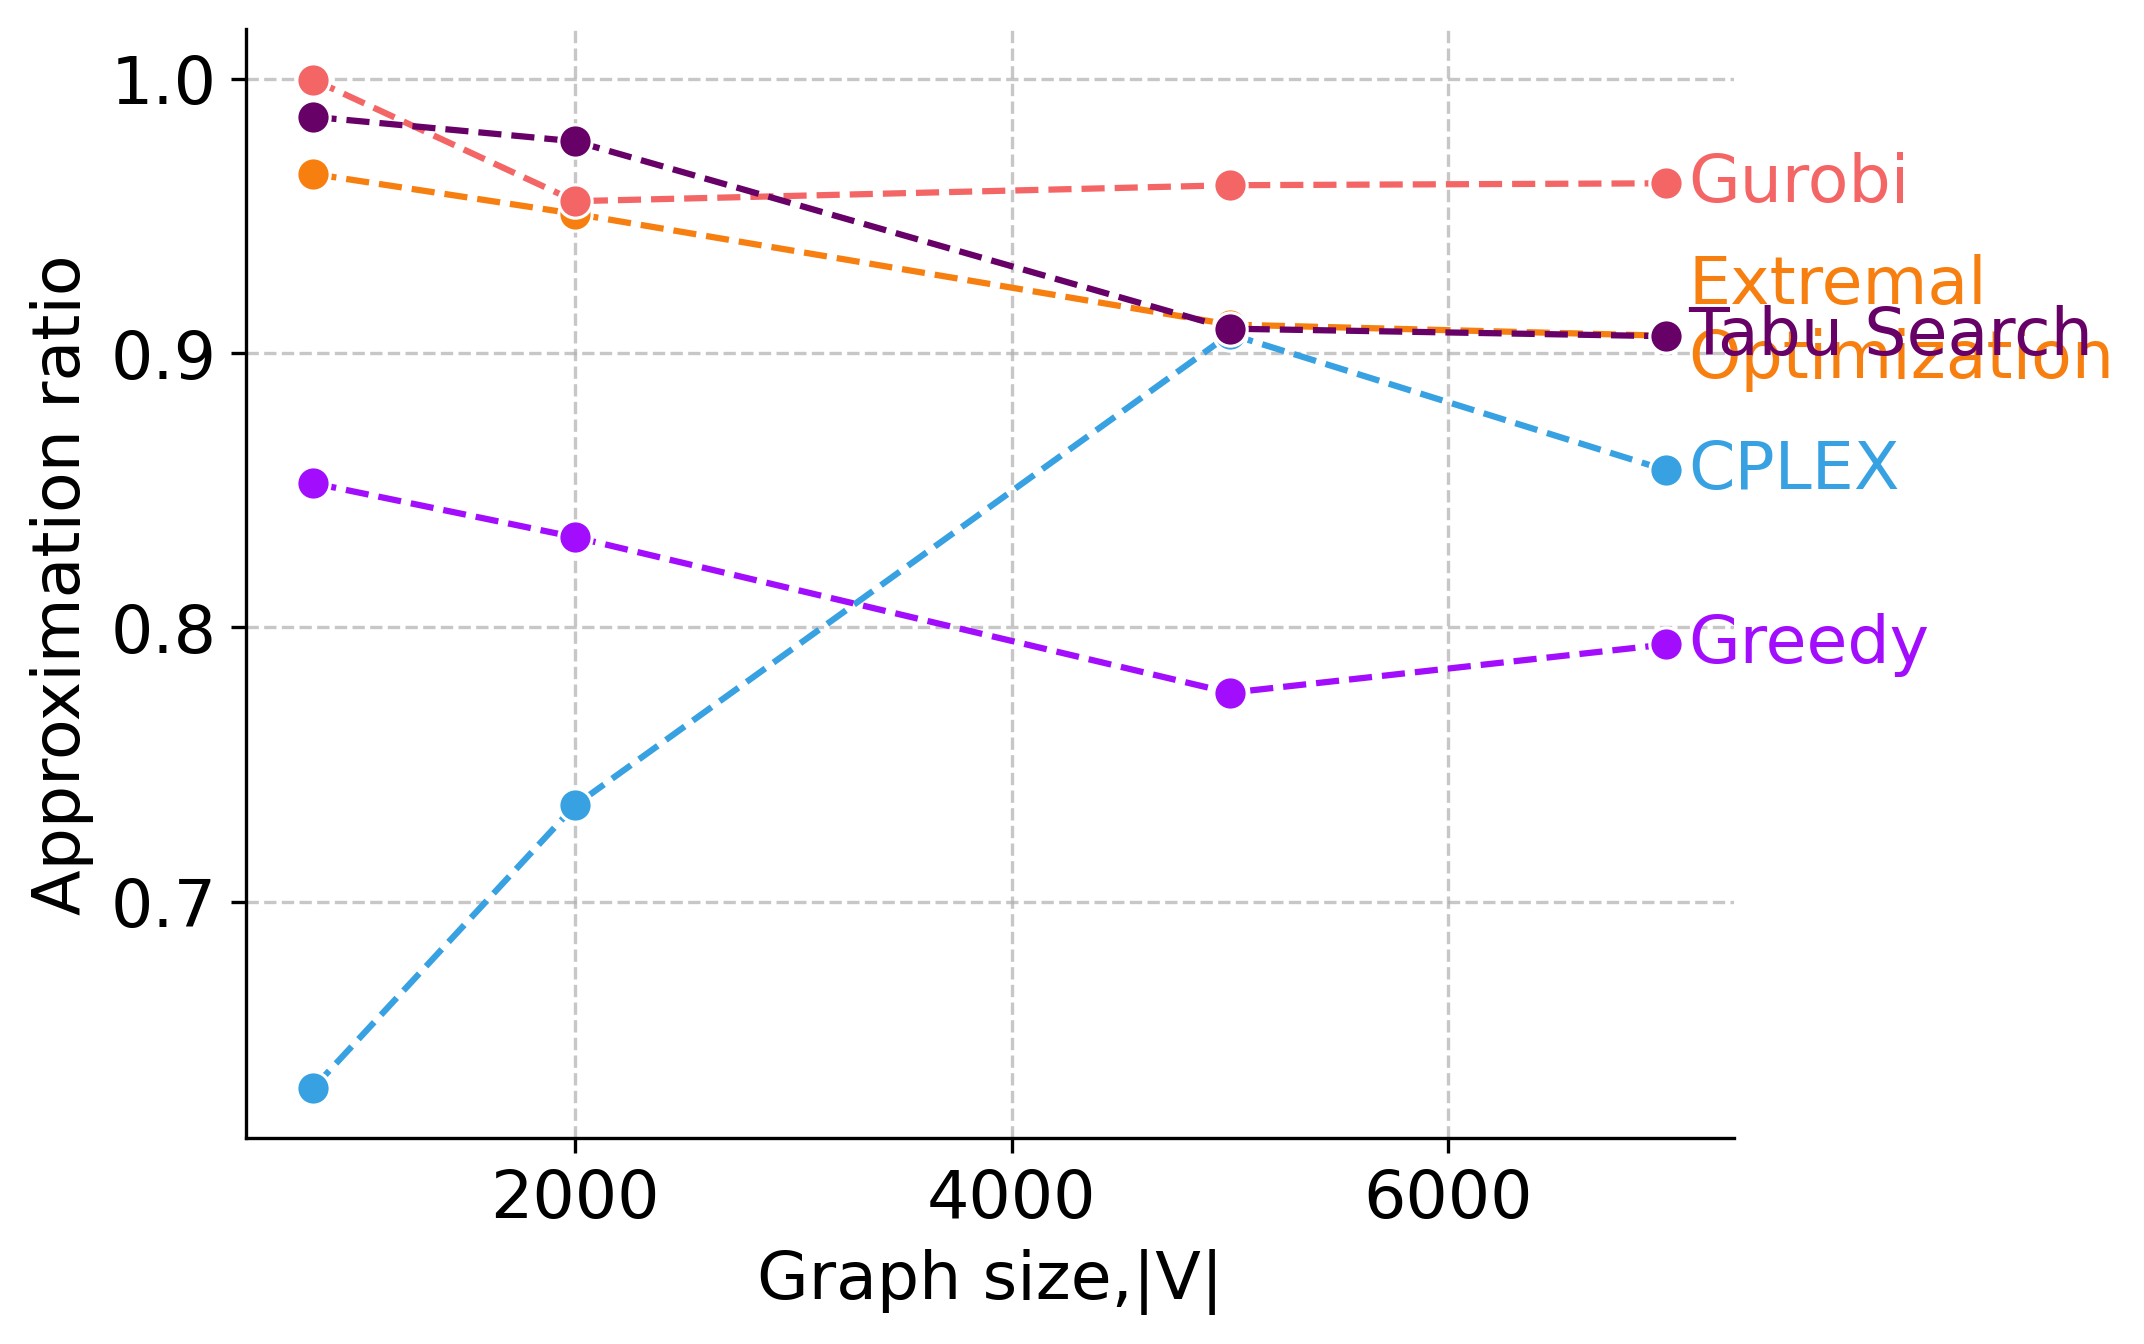 1.0
0.9
0.8
0.7
Approximation ratio
2000
4000
6000
Graph size,|V|
Gurobi
Extremal
Tabu Search
Optimization
CPLEX
Greedy